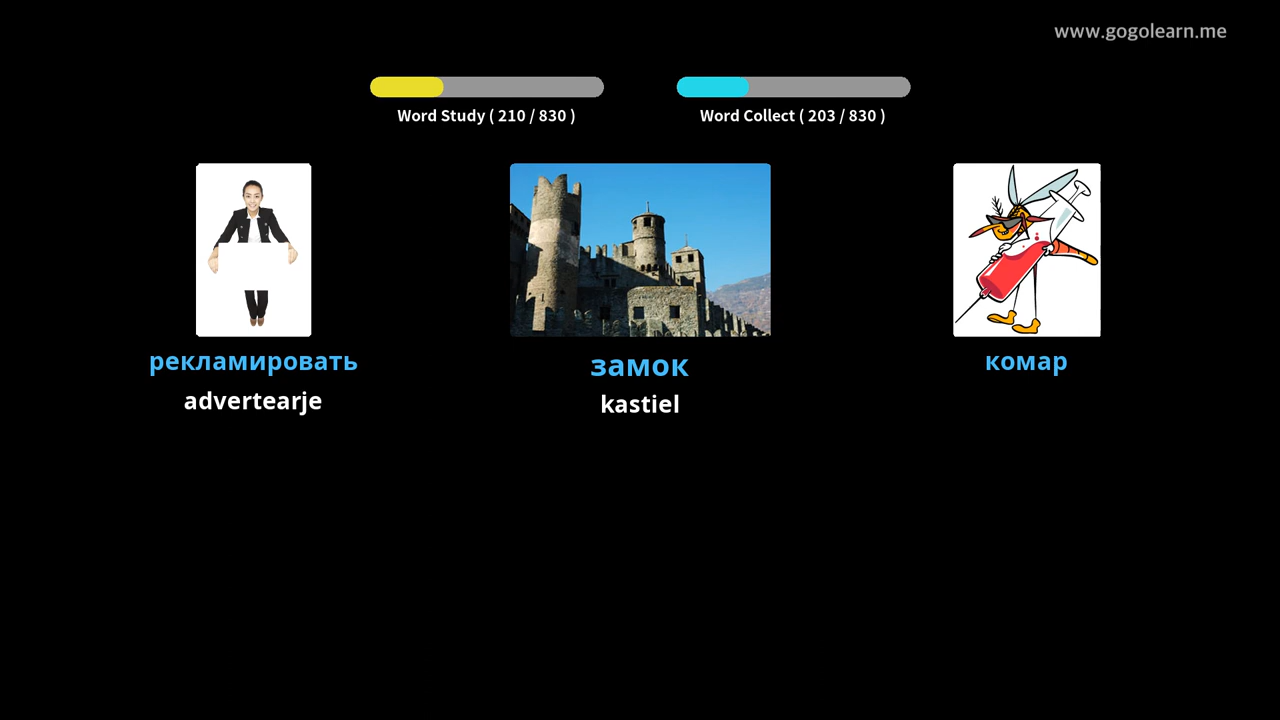 www.gogolearn.me
Word Study ( 210 / 830 )
Word Collect ( 203 / 830 )
рекламировать
advertearje
замок
kastiel
комар